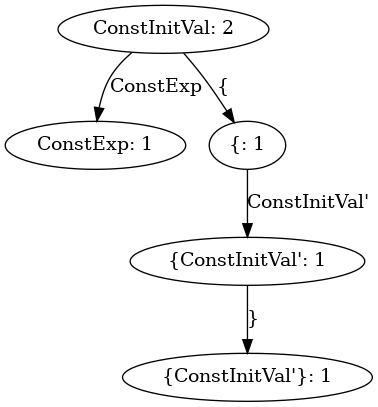 ConstInitVal: 2
ConstExp
{
ConstExp: 1
{: 1
ConstInitVal'
{ConstInitVal': 1
}
{ConstInitVal'}: 1